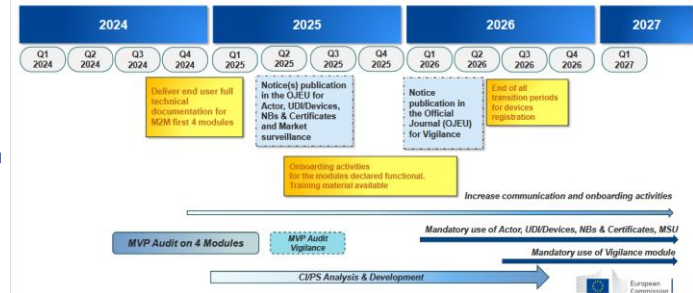 2024
2025
2026
2027
Q1
2024
Q2
2024
Q3
2024
Q4
2024
Q1
2025
Q2
2025
Q3
2025
Q4
2025
Q1
2026
Q2
2026
Q3
2026
Q4
2026
Q1
2027
Deliver end user full
technical
documentation for
M2M first 4 modules
Notice(s) publication
in the OJEU for
Actor, UDI/Devices,
NBs & Certificates
and Market
surveillance
Notice
publication in
the Official
Journal (OJEU)
for Vigilance
End of all
transition periods
for devices
registration
Onboarding activities
for the modules declared functional.
Training material available
Increase communication and onboarding activities
MVP Audit on 4 Modules
MVP Audit
Vigilance
Mandatory use of Actor, UDI/Devices, NBs & Certificates, MSU
Mandatory use of Vigilance module
CI/PS Analysis & Development
European
Commission